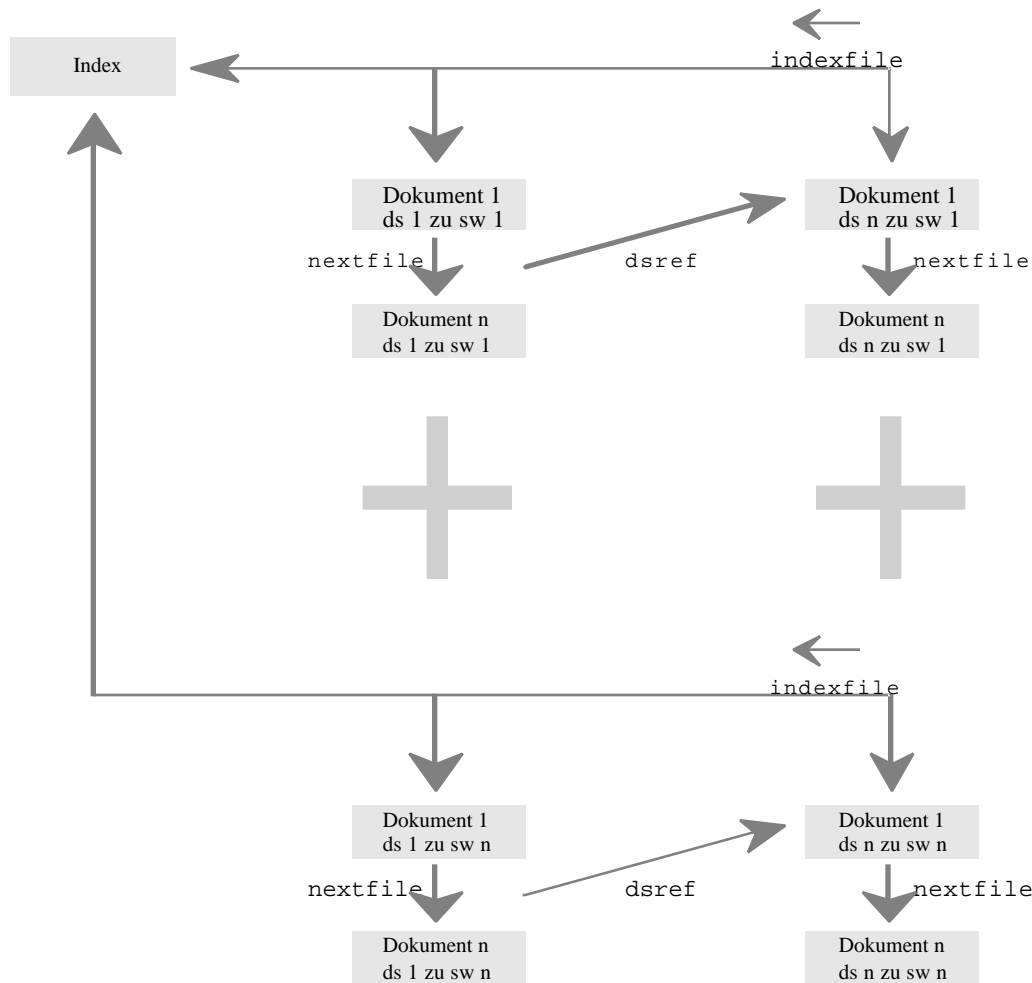 indexfile
Index
Dokument 1
ds 1 zu sw 1
Dokument 1
ds n zu sw 1
nextfile
dsref
nextfile
Dokument n
ds 1 zu sw 1
Dokument n
ds n zu sw 1
indexfile
Dokument 1
ds 1 zu sw n
Dokument 1
ds n zu sw n
nextfile
dsref
nextfile
Dokument n
ds 1 zu sw n
Dokument n
ds n zu sw n